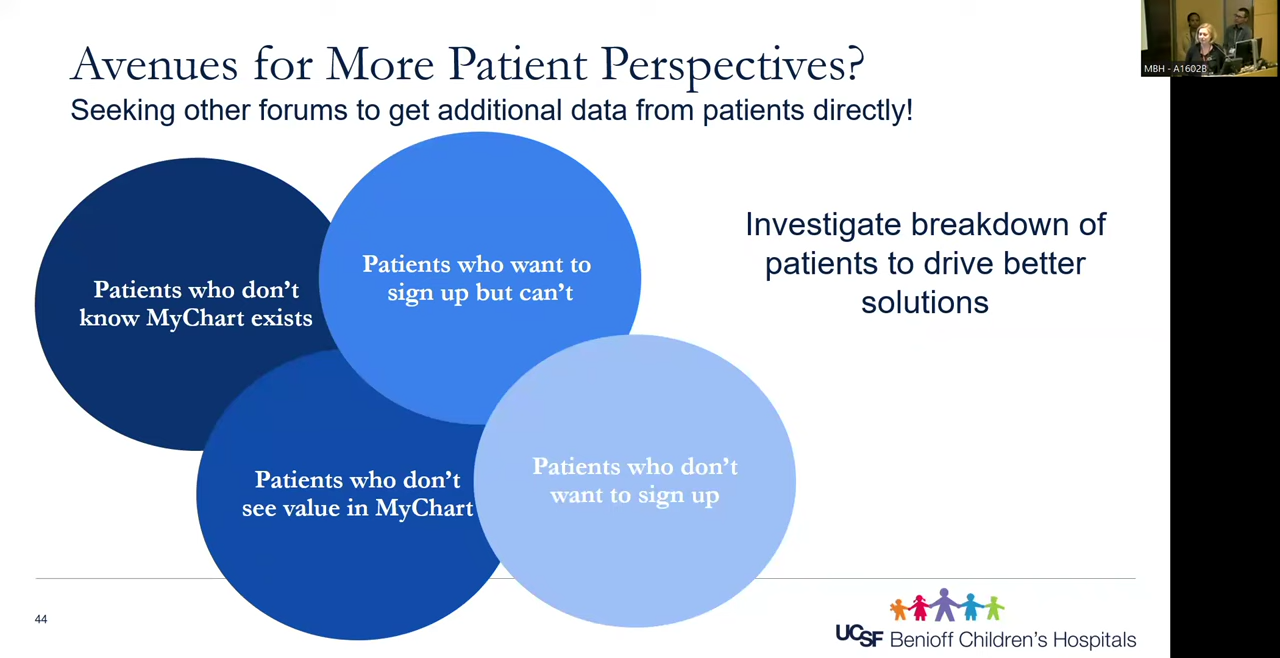 Avenues for More Patient Perspectives?
Seeking other forums to get additional data from patients directly!
MBH - A1602B
Patients who don’t
know MyChart exists
Patients who want to
sign up but can’t
Investigate breakdown of
patients to drive better
solutions
Patients who don’t
see value in MyChart
Patients who don’t
want to sign up
44
UCSF Benioff Children’s Hospitals